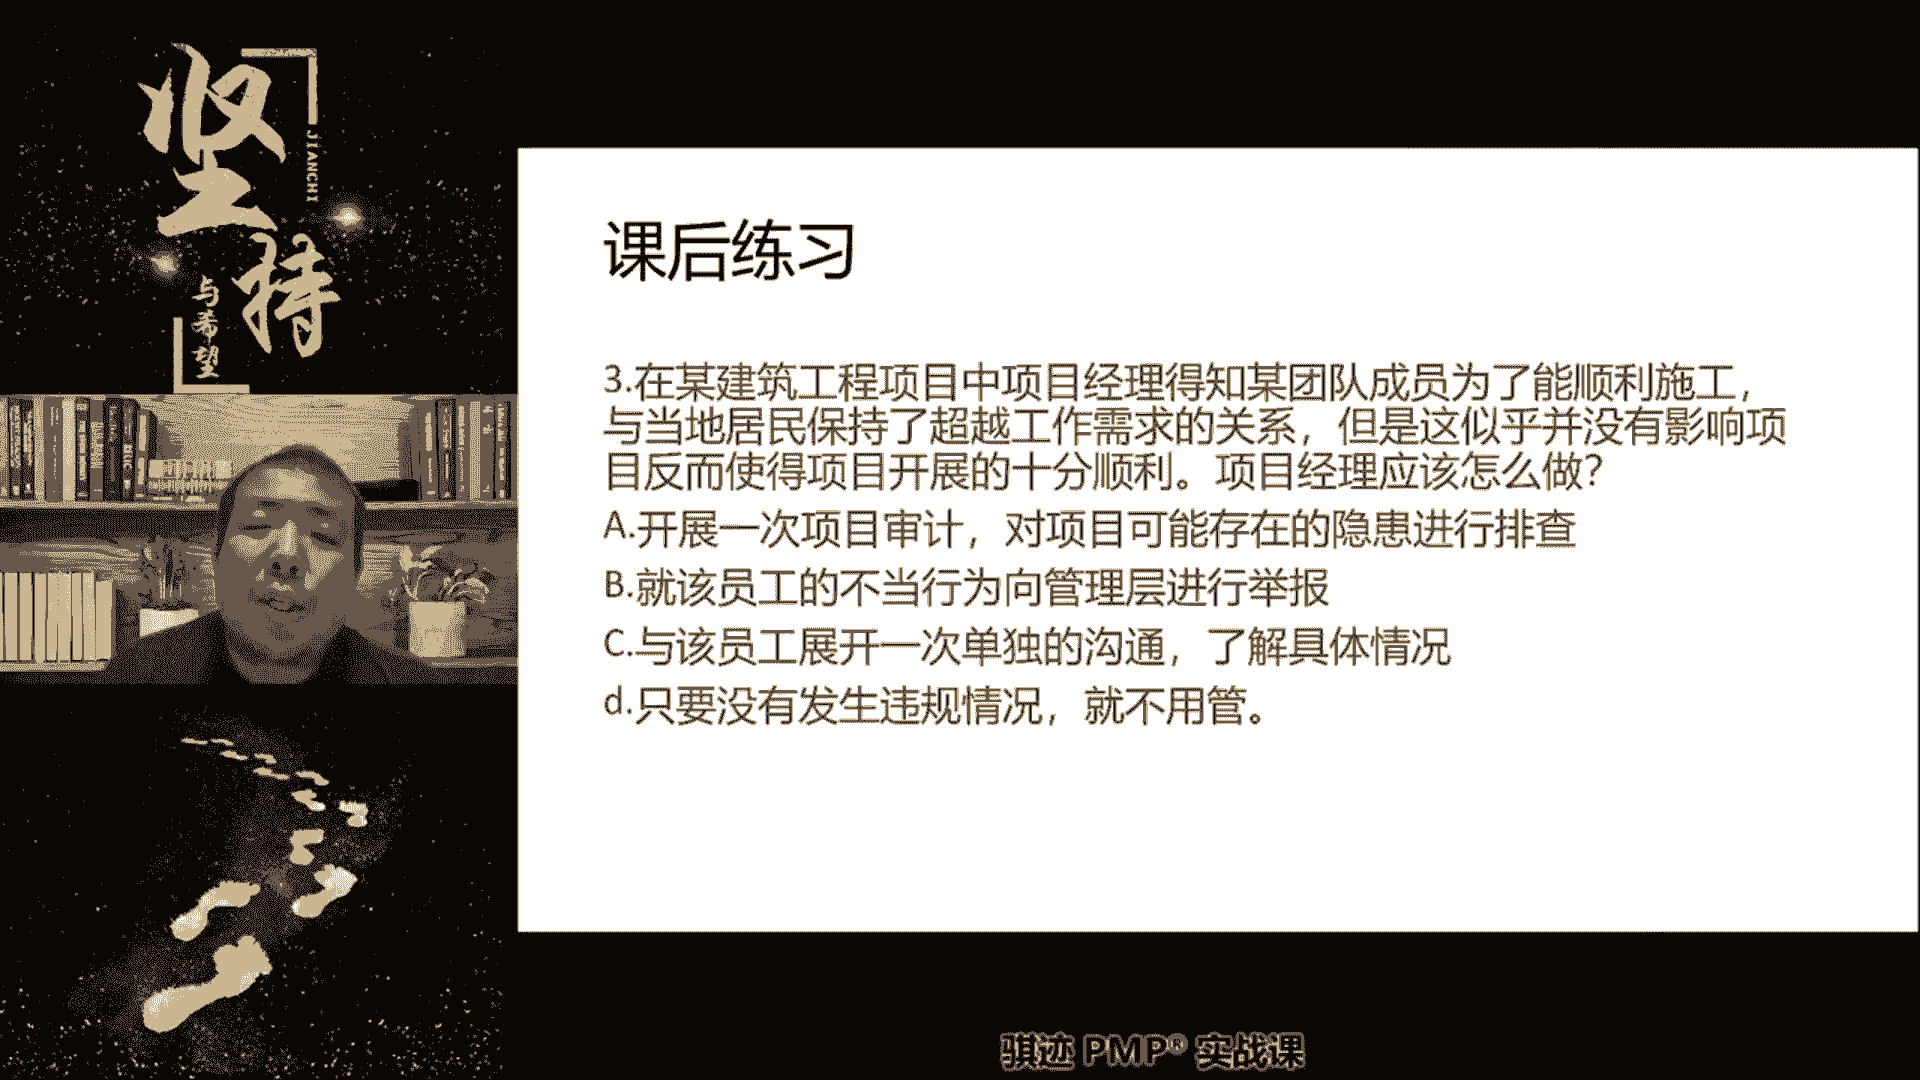 坚持
JIANCHI
与希望
课后练习
3.在某建筑工程项目中项目经理得知某团队成员为了能顺利施工，
与当地居民保持了超越工作需求的关系，但是这似乎并没有影响项
目反而使得项目开展的十分顺利。项目经理应该怎么做？
A.开展一次项目审计，对项目可能存在的隐患进行排查
B.就该员工的不当行为向管理层进行举报
C.与该员工展开一次单独的沟通，了解具体情况
d.只要没有发生违规情况，就不用管。
骐迹 PMP® 实战课